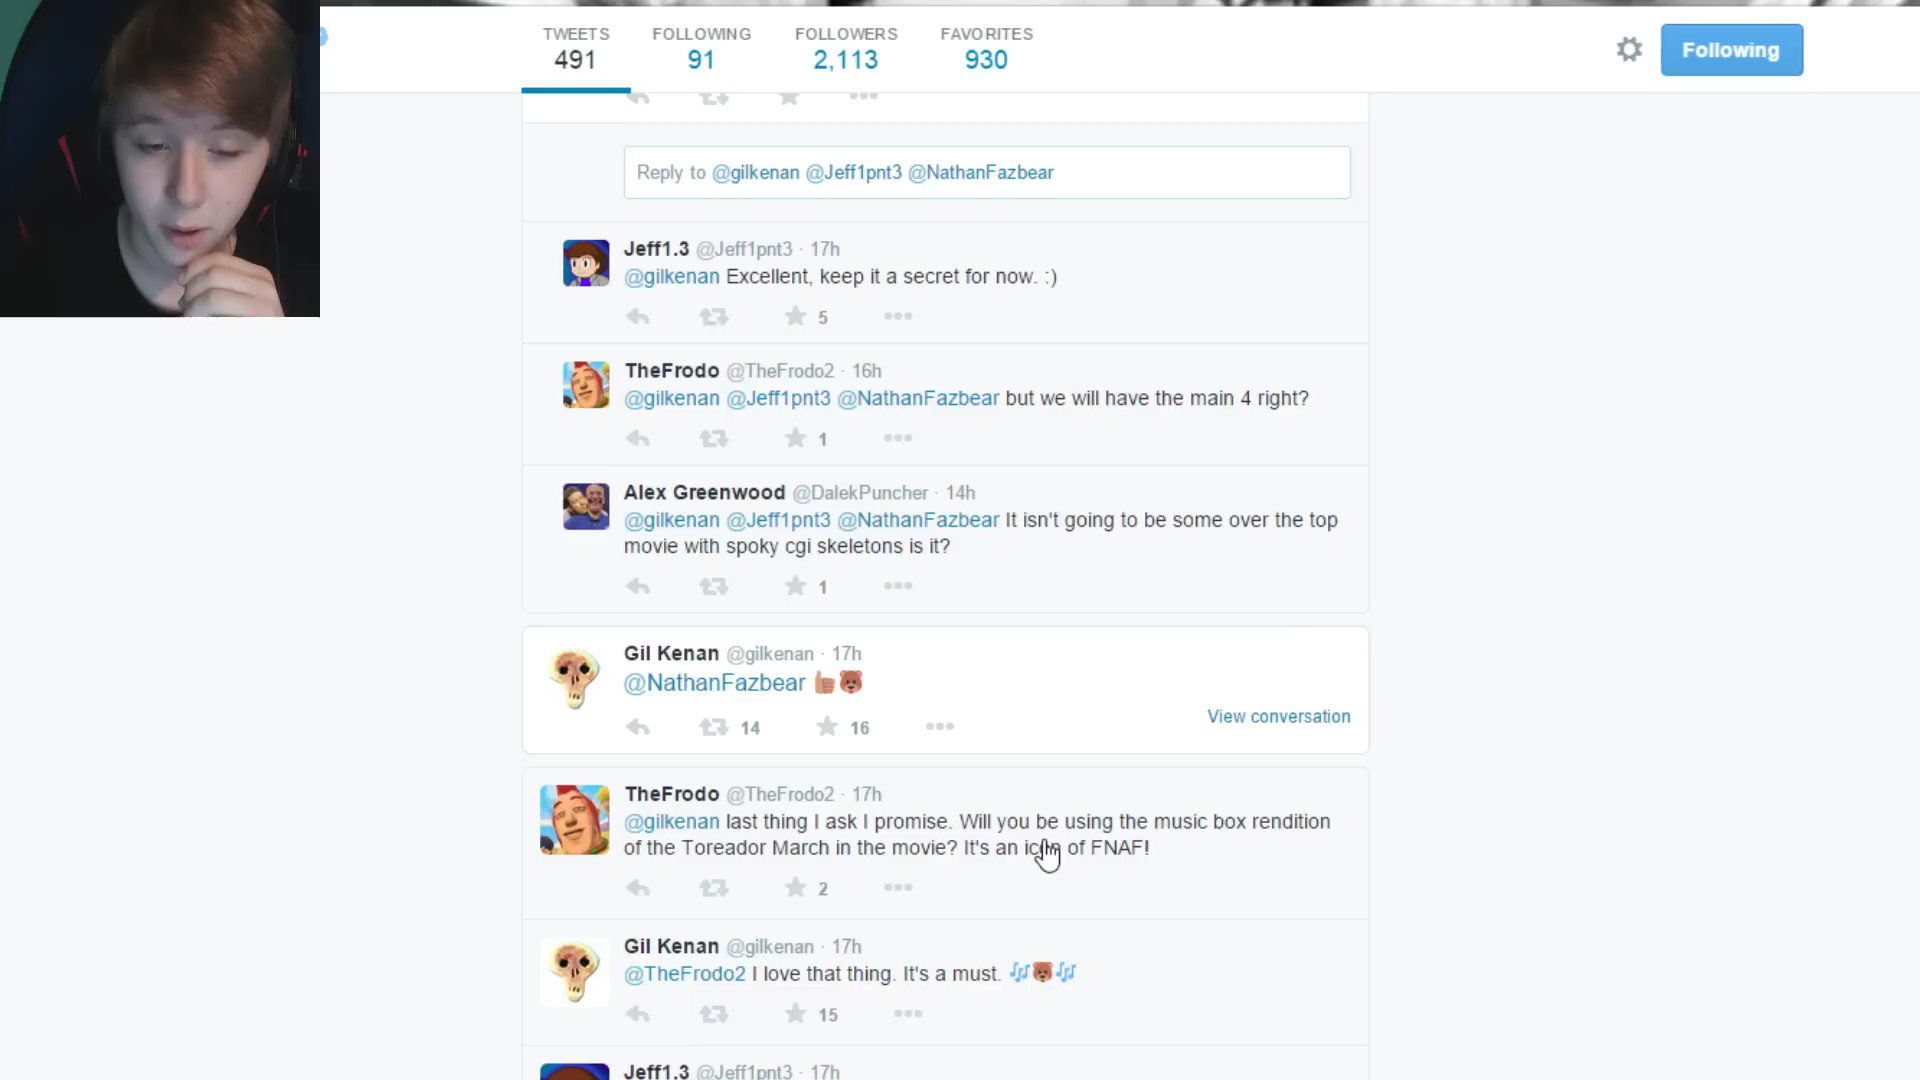 TWEETS FOLLOWING FOLLOWERS FAVORITES
491 91 2,113 930
Following
Reply to @gilkenan @Jeff1pnt3 @NathanFazbear
Jeff1.3 @Jeff1pnt3 · 17h
@gilkenan Excellent, keep it a secret for now. :)
5
TheFrodo @TheFrodo2 · 16h
@gilkenan @Jeff1pnt3 @NathanFazbear but we will have the main 4 right?
1
Alex Greenwood @DalekPuncher · 14h
@gilkenan @Jeff1pnt3 @NathanFazbear It isn't going to be some over the top
movie with spoky cgi skeletons is it?
1
Gil Kenan @gilkenan · 17h
@NathanFazbear 👍🐻
View conversation
14 16
TheFrodo @TheFrodo2 · 17h
@gilkenan last thing I ask I promise. Will you be using the music box rendition
of the Toreador March in the movie? It's an icon of FNAF!
2
Gil Kenan @gilkenan · 17h
@TheFrodo2 I love that thing. It's a must. 🎶🐻🎶
15
Jeff1.3 @Jeff1pnt3 · 17h